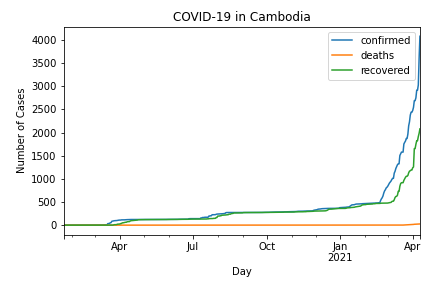 COVID-19 in Cambodia
confirmed
deaths
recovered
Number of Cases
4000
3500
3000
2500
2000
1500
1000
500
0
Apr
Jul
Oct
Jan
2021
Apr
Day